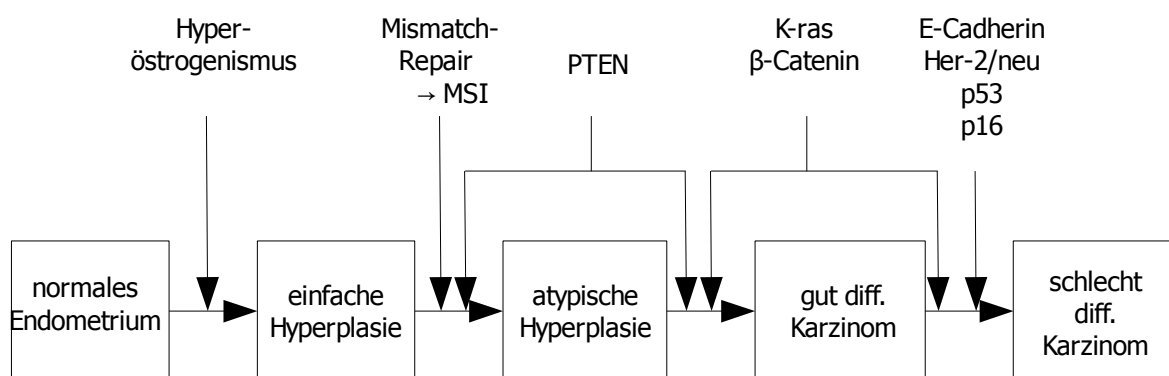 Hyper-
östrogenismus
Mismatch-
Repair
→ MSI
PTEN
K-ras
β-Catenin
E-Cadherin
Her-2/neu
p53
p16
normales
Endometrium
einfache
Hyperplasie
atypische
Hyperplasie
gut diff.
Karzinom
schlecht
diff.
Karzinom